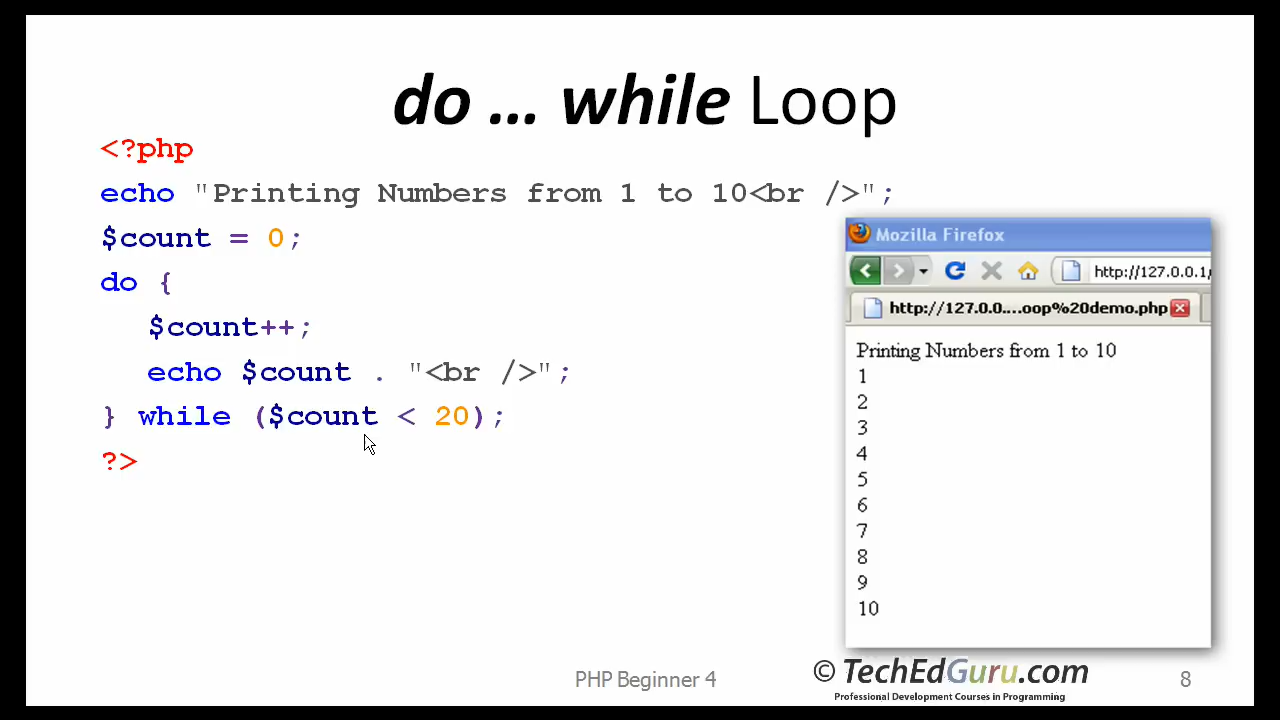 do ... while Loop
<?php
echo "Printing Numbers from 1 to 10<br />";
$count = 0;
do {
$count++;
echo $count . "<br />";
} while ($count < 20);
?>
Mozilla Firefox
http://127.0.0.1/
http://127.0.0....oop%20demo.php
Printing Numbers from 1 to 10
1
2
3
4
5
6
7
8
9
10
PHP Beginner 4
© TechEdGuru.com
Professional Development Courses in Programming
8